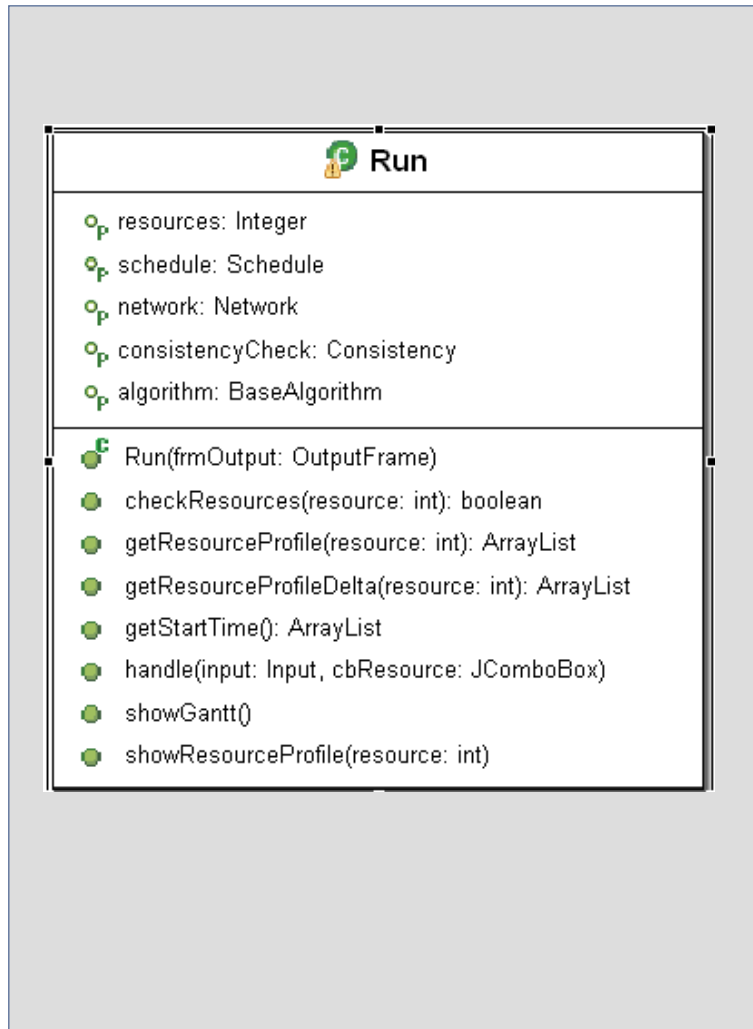 Run
resources: Integer
schedule: Schedule
network: Network
consistencyCheck: Consistency
algorithm: BaseAlgorithm
Run(frmOutput: OutputFrame)
checkResources(resource: int): boolean
getResourceProfile(resource: int): ArrayList
getResourceProfileDelta(resource: int): ArrayList
getStartTime(): ArrayList
handle(input: Input, cbResource: JComboBox)
showGantt()
showResourceProfile(resource: int)